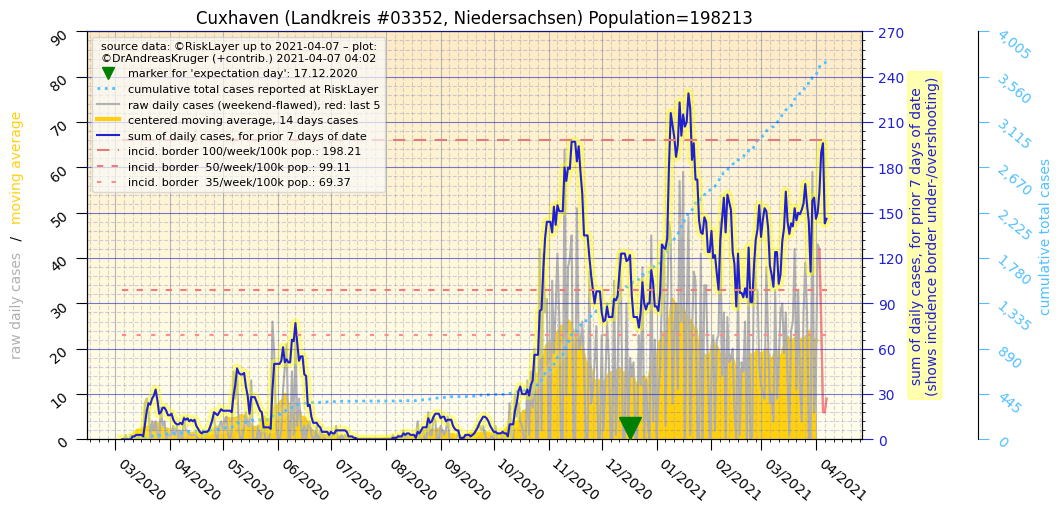 Cuxhaven (Landkreis #03352, Niedersachsen) Population=198213
source data: ©RiskLayer up to 2021-04-07 – plot:
©DrAndreasKruger (+contrib.) 2021-04-07 04:02
marker for 'expectation day': 17.12.2020
cumulative total cases reported at RiskLayer
raw daily cases (weekend-flawed), red: last 5
centered moving average, 14 days cases
sum of daily cases, for prior 7 days of date
incid. border 100/week/100k pop.: 198.21
incid. border  50/week/100k pop.: 99.11
incid. border  35/week/100k pop.: 69.37
raw daily cases / moving average
90
80
70
60
50
40
30
20
10
0
03/2020
04/2020
05/2020
06/2020
07/2020
08/2020
09/2020
10/2020
11/2020
12/2020
01/2021
02/2021
03/2021
04/2021
270
240
210
180
150
120
90
60
30
0
sum of daily cases, for prior 7 days of date
(shows incidence border under-/overshooting)
4,005
3,560
3,115
2,670
2,225
1,780
1,335
890
445
0
cumulative total cases